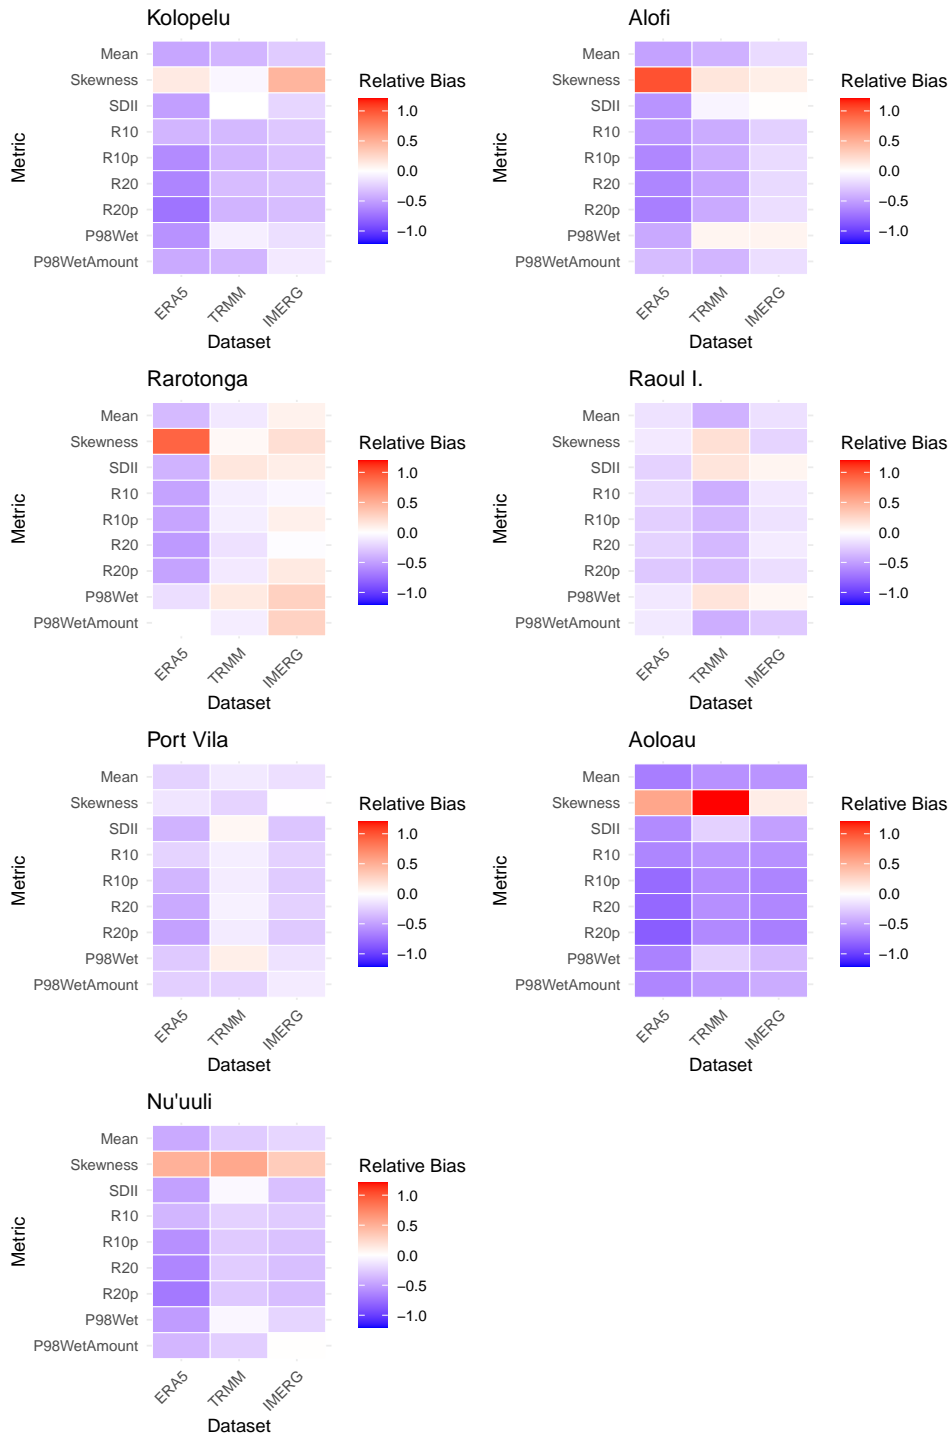 Kolopelu
Metric
Mean
Skewness
SDII
R10
R10p
R20
R20p
P98Wet
P98WetAmount
ERA5
TRMM
IMERG
Dataset
Relative Bias
1.0
0.5
0.0
−0.5
−1.0
Alofi
Metric
Mean
Skewness
SDII
R10
R10p
R20
R20p
P98Wet
P98WetAmount
ERA5
TRMM
IMERG
Dataset
Relative Bias
1.0
0.5
0.0
−0.5
−1.0
Rarotonga
Metric
Mean
Skewness
SDII
R10
R10p
R20
R20p
P98Wet
P98WetAmount
ERA5
TRMM
IMERG
Dataset
Relative Bias
1.0
0.5
0.0
−0.5
−1.0
Raoul I.
Metric
Mean
Skewness
SDII
R10
R10p
R20
R20p
P98Wet
P98WetAmount
ERA5
TRMM
IMERG
Dataset
Relative Bias
1.0
0.5
0.0
−0.5
−1.0
Port Vila
Metric
Mean
Skewness
SDII
R10
R10p
R20
R20p
P98Wet
P98WetAmount
ERA5
TRMM
IMERG
Dataset
Relative Bias
1.0
0.5
0.0
−0.5
−1.0
Aoloau
Metric
Mean
Skewness
SDII
R10
R10p
R20
R20p
P98Wet
P98WetAmount
ERA5
TRMM
IMERG
Dataset
Relative Bias
1.0
0.5
0.0
−0.5
−1.0
Nu'uuli
Metric
Mean
Skewness
SDII
R10
R10p
R20
R20p
P98Wet
P98WetAmount
ERA5
TRMM
IMERG
Dataset
Relative Bias
1.0
0.5
0.0
−0.5
−1.0